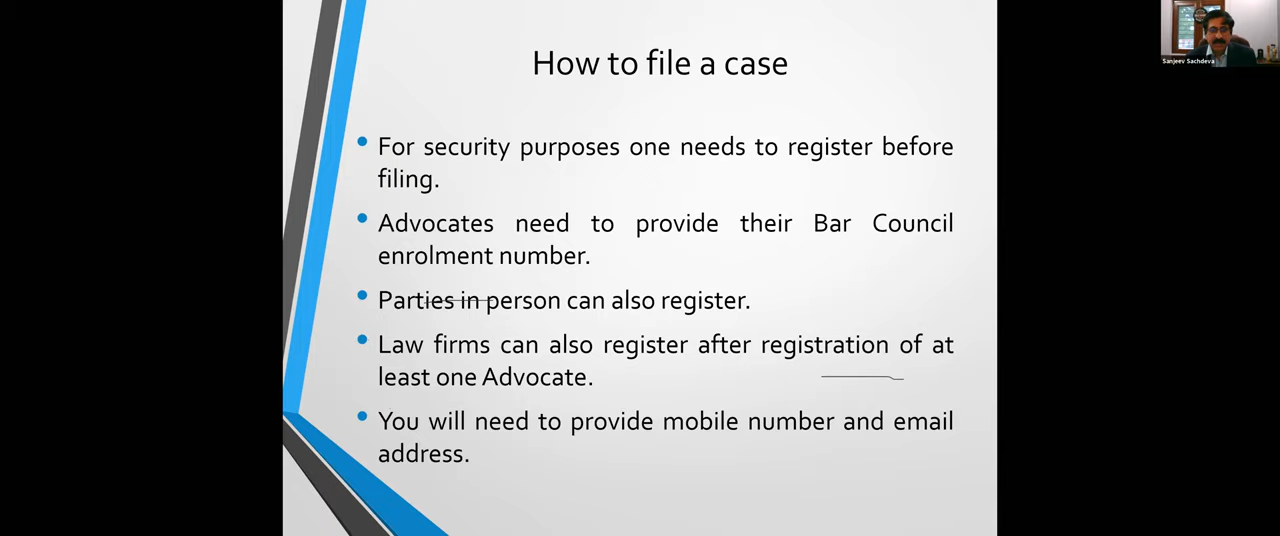 How to file a case
Sanjeev Sachdeva
• For security purposes one needs to register before
filing.
• Advocates need to provide their Bar Council
enrolment number.
• Parties in person can also register.
• Law firms can also register after registration of at
least one Advocate.
• You will need to provide mobile number and email
address.